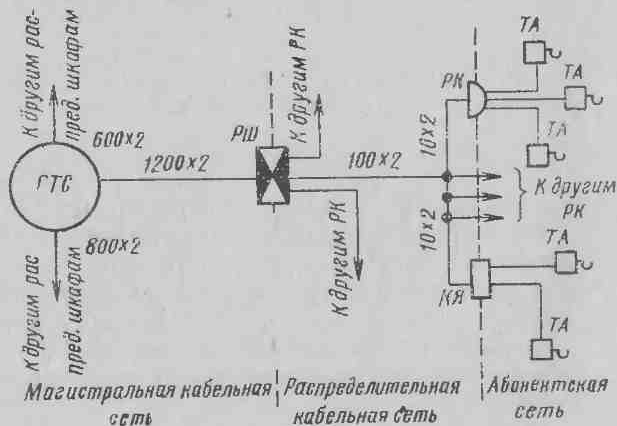 К другим рас-
пред. шкафам
600×2
ГТС
800×2
К другим рас
пред. шкафам
1200×2
РШ
К другим РК
100×2
К другим РК
10×2
10×2
РК
ТА
ТА
ТА
К другим
РК
КЯ
ТА
ТА
Магистральная кабельная
сеть
Распределительная
кабельная сеть
Абонентская
сеть